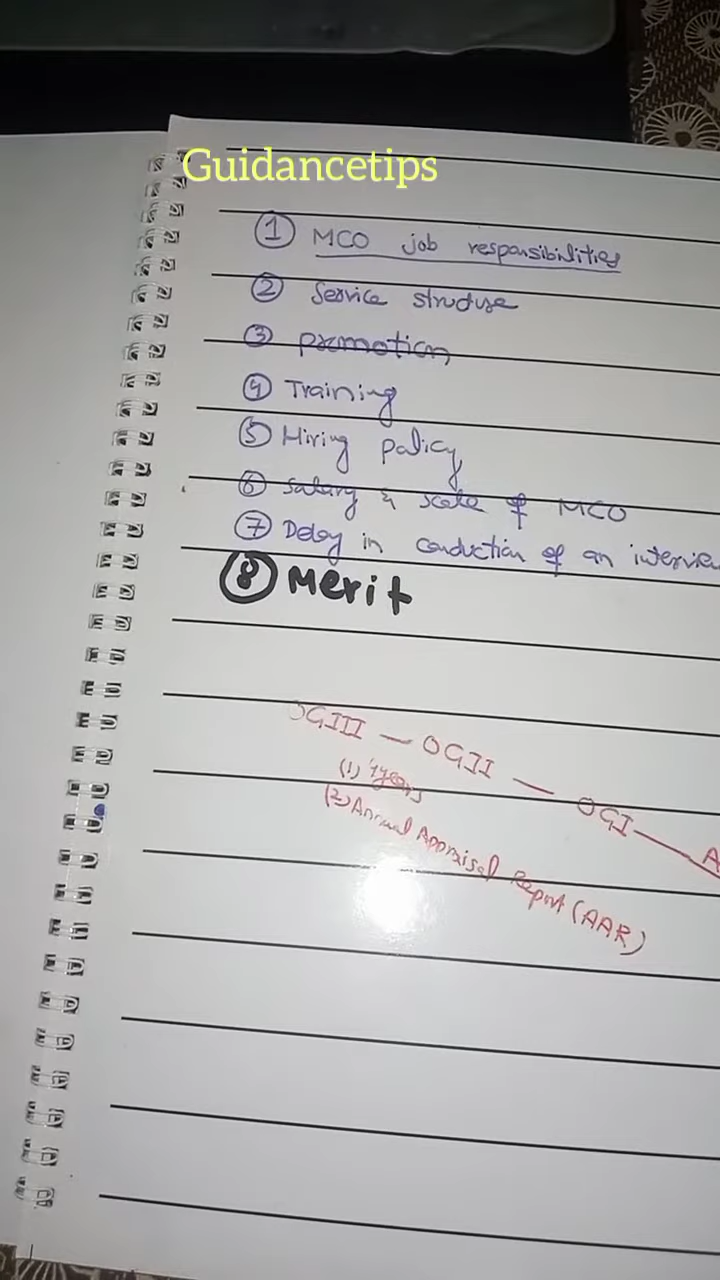 Guidancetips
① MCO job responsibilities
② Service structure
③ promotion
④ Training
⑤ Hiring policy
⑥ Salary & scale of MCO
⑦ Delay in conduction of an interview
⑧ Merit
OGIII — OGII — OGI — A
(1) 4years
(2) Annual Appraisal Report (AAR)